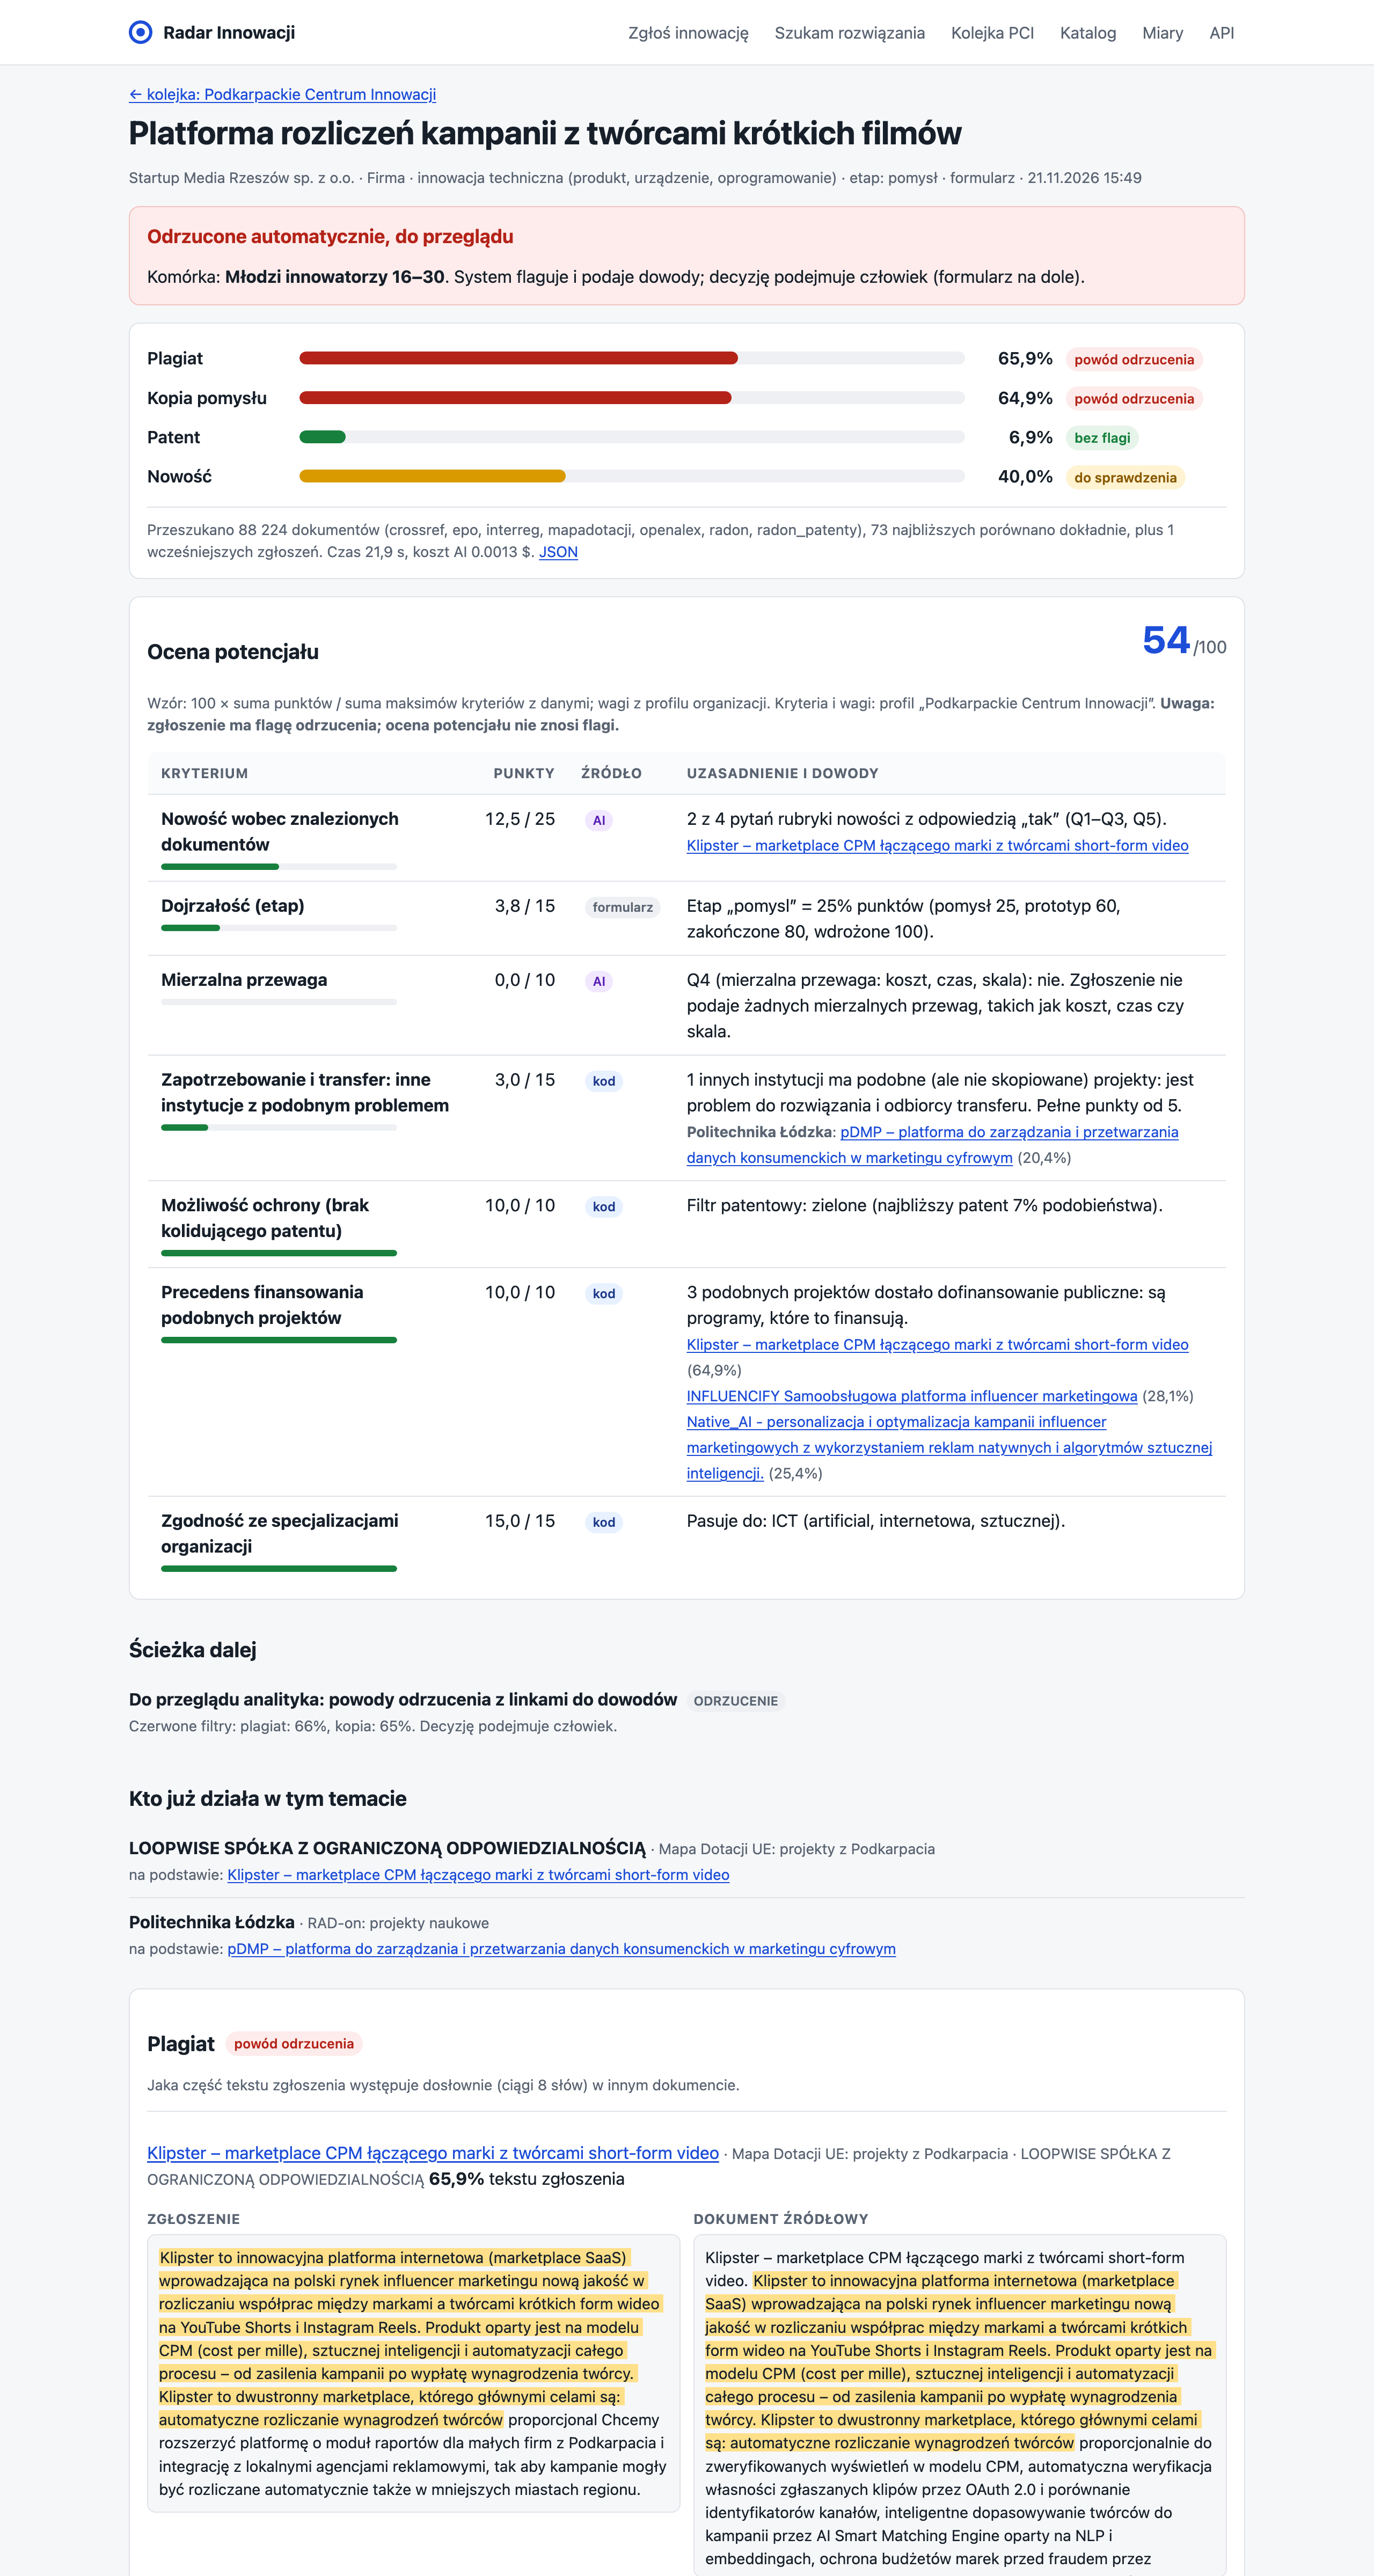 Radar Innowacji
Zgłoś innowację Szukam rozwiązania Kolejka PCI Katalog Miary API
← kolejka: Podkarpackie Centrum Innowacji
Platforma rozliczeń kampanii z twórcami krótkich filmów
Startup Media Rzeszów sp. z o.o. · Firma · innowacja techniczna (produkt, urządzenie, oprogramowanie) · etap: pomysł · formularz · 21.11.2026 15:49
Odrzucone automatycznie, do przeglądu
Komórka: Młodzi innowatorzy 16–30. System flaguje i podaje dowody; decyzję podejmuje człowiek (formularz na dole).
Plagiat 65,9% powód odrzucenia
Kopia pomysłu 64,9% powód odrzucenia
Patent 6,9% bez flagi
Nowość 40,0% do sprawdzenia
Przeszukano 88 224 dokumentów (crossref, epo, interreg, mapadotacji, openalex, radon, radon_patenty), 73 najbliższych porównano dokładnie, plus 1
wcześniejszych zgłoszeń. Czas 21,9 s, koszt AI 0.0013 $. JSON
Ocena potencjału 54/100
Wzór: 100 × suma punktów / suma maksimów kryteriów z danymi; wagi z profilu organizacji. Kryteria i wagi: profil „Podkarpackie Centrum Innowacji”. Uwaga:
zgłoszenie ma flagę odrzucenia; ocena potencjału nie znosi flagi.
KRYTERIUM PUNKTY ŹRÓDŁO UZASADNIENIE I DOWODY
Nowość wobec znalezionych
dokumentów
12,5 / 25 AI 2 z 4 pytań rubryki nowości z odpowiedzią „tak” (Q1–Q3, Q5).
Klipster – marketplace CPM łączącego marki z twórcami short-form video
Dojrzałość (etap) 3,8 / 15 formularz Etap „pomysl” = 25% punktów (pomysł 25, prototyp 60,
zakończone 80, wdrożone 100).
Mierzalna przewaga 0,0 / 10 AI Q4 (mierzalna przewaga: koszt, czas, skala): nie. Zgłoszenie nie
podaje żadnych mierzalnych przewag, takich jak koszt, czas czy
skala.
Zapotrzebowanie i transfer: inne
instytucje z podobnym problemem
3,0 / 15 kod 1 innych instytucji ma podobne (ale nie skopiowane) projekty: jest
problem do rozwiązania i odbiorcy transferu. Pełne punkty od 5.
Politechnika Łódzka: pDMP – platforma do zarządzania i przetwarzania
danych konsumenckich w marketingu cyfrowym (20,4%)
Możliwość ochrony (brak
kolidującego patentu)
10,0 / 10 kod Filtr patentowy: zielone (najbliższy patent 7% podobieństwa).
Precedens finansowania
podobnych projektów
10,0 / 10 kod 3 podobnych projektów dostało dofinansowanie publiczne: są
programy, które to finansują.
Klipster – marketplace CPM łączącego marki z twórcami short-form video
(64,9%)
INFLUENCIFY Samoobsługowa platforma influencer marketingowa (28,1%)
Native_AI - personalizacja i optymalizacja kampanii influencer
marketingowych z wykorzystaniem reklam natywnych i algorytmów sztucznej
inteligencji. (25,4%)
Zgodność ze specjalizacjami
organizacji
15,0 / 15 kod Pasuje do: ICT (artificial, internetowa, sztucznej).
Ścieżka dalej
Do przeglądu analityka: powody odrzucenia z linkami do dowodów ODRZUCENIE
Czerwone filtry: plagiat: 66%, kopia: 65%. Decyzję podejmuje człowiek.
Kto już działa w tym temacie
LOOPWISE SPÓŁKA Z OGRANICZONĄ ODPOWIEDZIALNOŚCIĄ · Mapa Dotacji UE: projekty z Podkarpacia
na podstawie: Klipster – marketplace CPM łączącego marki z twórcami short-form video
Politechnika Łódzka · RAD-on: projekty naukowe
na podstawie: pDMP – platforma do zarządzania i przetwarzania danych konsumenckich w marketingu cyfrowym
Plagiat powód odrzucenia
Jaka część tekstu zgłoszenia występuje dosłownie (ciągi 8 słów) w innym dokumencie.
Klipster – marketplace CPM łączącego marki z twórcami short-form video · Mapa Dotacji UE: projekty z Podkarpacia · LOOPWISE SPÓŁKA Z
OGRANICZONĄ ODPOWIEDZIALNOŚCIĄ 65,9% tekstu zgłoszenia
ZGŁOSZENIE
Klipster to innowacyjna platforma internetowa (marketplace SaaS)
wprowadzająca na polski rynek influencer marketingu nową jakość w
rozliczaniu współprac między markami a twórcami krótkich form wideo
na YouTube Shorts i Instagram Reels. Produkt oparty jest na modelu
CPM (cost per mille), sztucznej inteligencji i automatyzacji całego
procesu – od zasilenia kampanii po wypłatę wynagrodzenia twórcy.
Klipster to dwustronny marketplace, którego głównymi celami są:
automatyczne rozliczanie wynagrodzeń twórców proporcjonal Chcemy
rozszerzyć platformę o moduł raportów dla małych firm z Podkarpacia i
integrację z lokalnymi agencjami reklamowymi, tak aby kampanie mogły
być rozliczane automatycznie także w mniejszych miastach regionu.
DOKUMENT ŹRÓDŁOWY
Klipster – marketplace CPM łączącego marki z twórcami short-form
video. Klipster to innowacyjna platforma internetowa (marketplace
SaaS) wprowadzająca na polski rynek influencer marketingu nową
jakość w rozliczaniu współprac między markami a twórcami krótkich
form wideo na YouTube Shorts i Instagram Reels. Produkt oparty jest na
modelu CPM (cost per mille), sztucznej inteligencji i automatyzacji
całego procesu – od zasilenia kampanii po wypłatę wynagrodzenia
twórcy. Klipster to dwustronny marketplace, którego głównymi celami
są: automatyczne rozliczanie wynagrodzeń twórców proporcjonalnie do
zweryfikowanych wyświetleń w modelu CPM, automatyczna weryfikacja
własności zgłaszanych klipów przez OAuth 2.0 i porównanie
identyfikatorów kanałów, inteligentne dopasowywanie twórców do
kampanii przez AI Smart Matching Engine oparty na NLP i
embeddingach, ochrona budżetów marek przed fraudem przez